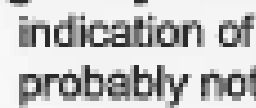 indication of
probably not